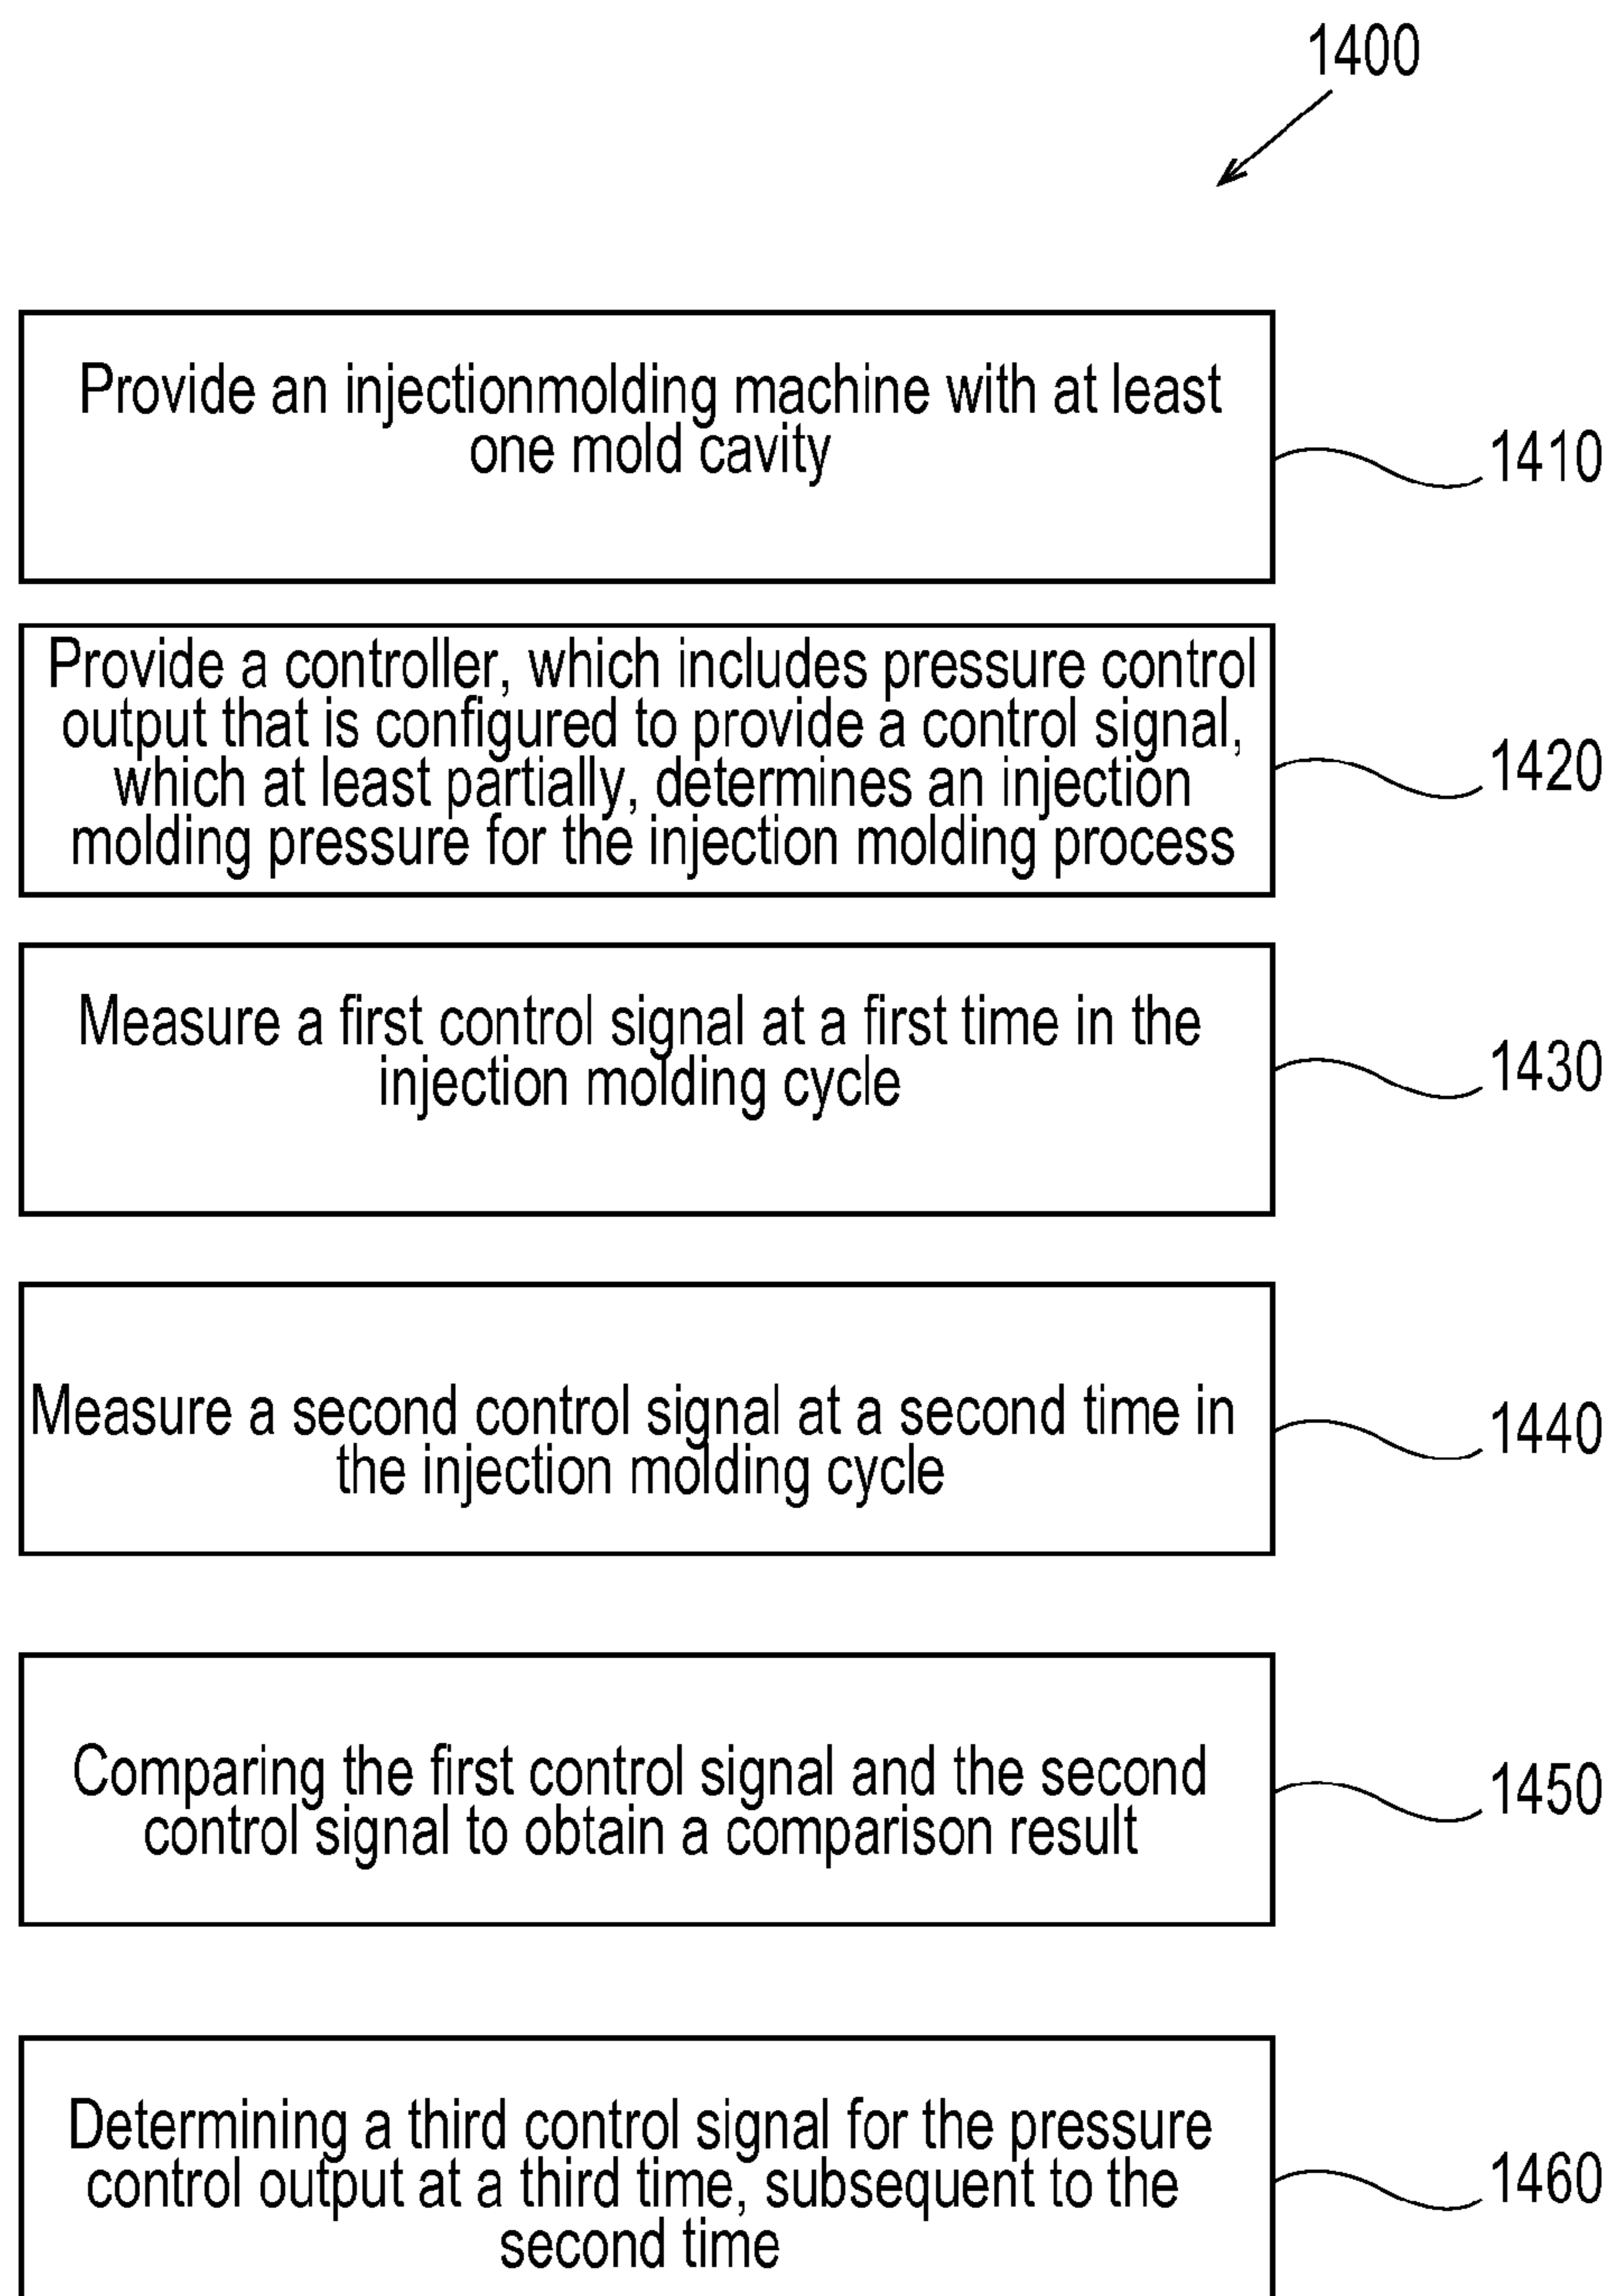 1400
Provide an injectionmolding machine with at least
one mold cavity
1410
Provide a controller, which includes pressure control
output that is configured to provide a control signal,
which at least partially, determines an injection
molding pressure for the injection molding process
1420
Measure a first control signal at a first time in the
injection molding cycle
1430
Measure a second control signal at a second time in
the injection molding cycle
1440
Comparing the first control signal and the second
control signal to obtain a comparison result
1450
Determining a third control signal for the pressure
control output at a third time, subsequent to the
second time
1460